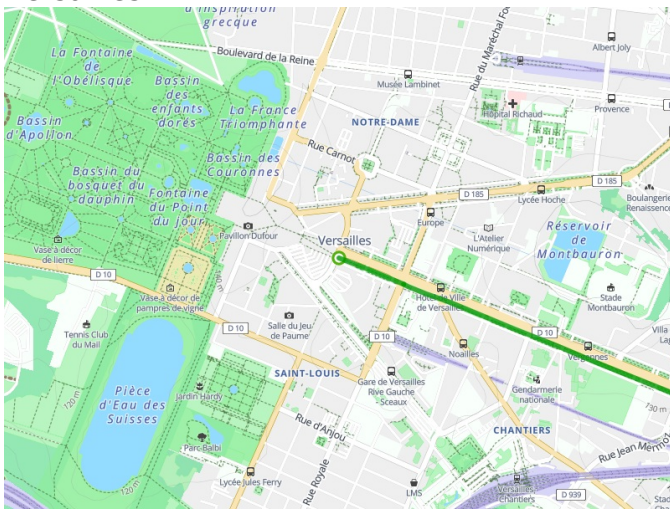 d'inspiration
grecque
La Fontaine
de
l'Obélisque
Bassin
des
enfants
dorés
Boulevard de la Reine
Musée Lambinet
Rue du Maréchal Fo
Albert Joly
Provence
Hôpital Richaud
Bassin
d'Apollon
La France
Triomphante
NOTRE-DAME
Rue Carnot
Bassin du
bosquet du
dauphin
Bassin des
Couronnes
Fontaine
du Point
du jour
D 185
D 185
Lycée Hoche
Boulangerie
Renaissance
Europe
L'Atelier
Numérique
Réservoir
de
Montbauron
Vase à décor
de lierre
Pavillon Dufour
Versailles
D 10
140 m
Vase à décor de
pampres de vigne
Hôtel de Ville
de Versailles
Stade
Montbauron
Tennis Club
du Mail
D 10
Salle du Jeu
de Paume
D 10
D 10
Villa
Noailles
Vergennes
SAINT-LOUIS
Gare de Versailles
Rive Gauche
Sceaux
Gendarmerie
nationale
Pièce
d'Eau des
Suisses
120 m
Jardin Hardy
130 m
Rue d'Anjou
CHANTIERS
Parc Balbi
Rue Jean Mermoz
Rue Royale
Lycée Jules Ferry
120 m
LMS
Versailles
Chantiers
D 939